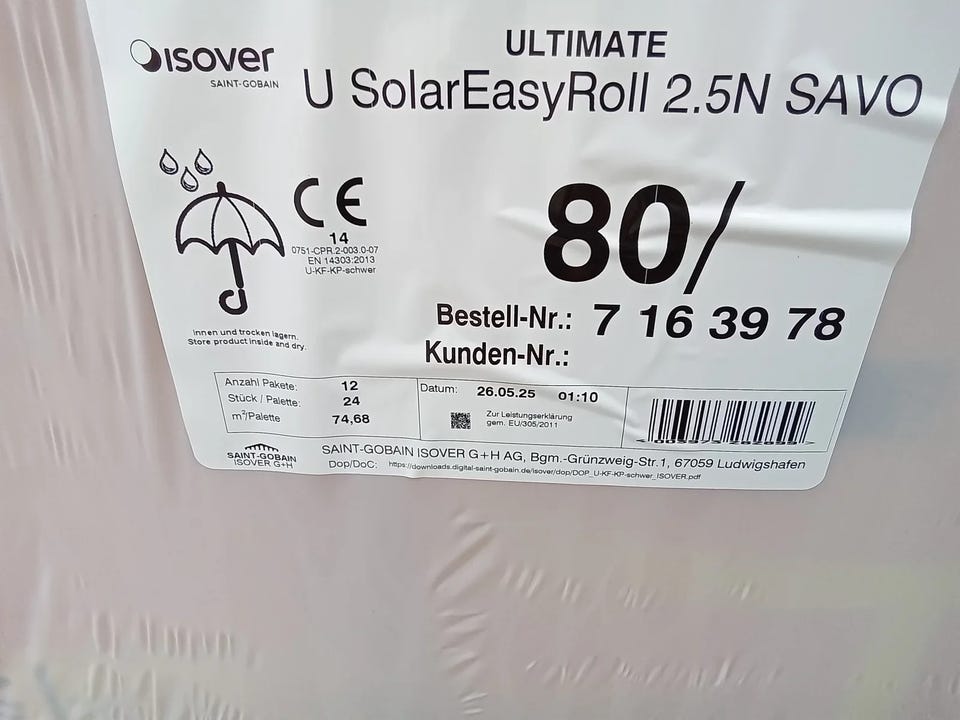 isover
SAINT-GOBAIN
ULTIMATE
U SolarEasyRoll 2.5N SAVO
CE
14
0751-CPR.2-003.0-07
EN 14303:2013
U-KF-KP-schwer
80/
Bestell-Nr.: 7 16 39 78
Kunden-Nr.:
Innen und trocken lagern.
Store product inside and dry.
Anzahl Pakete: 12
Stück / Palette: 24
m²/Palette 74,68
Datum: 26.05.25 01:10
Zur Leistungserklärung
gem. EU/305/2011
SAINT-GOBAIN
ISOVER G+H
SAINT-GOBAIN ISOVER G+H AG, Bgm.-Grünzweig-Str.1, 67059 Ludwigshafen
Dop/DoC: https://downloads.digital-saint-gobain.de/isover/dop/DOP_U-KF-KP-schwer_ISOVER.pdf